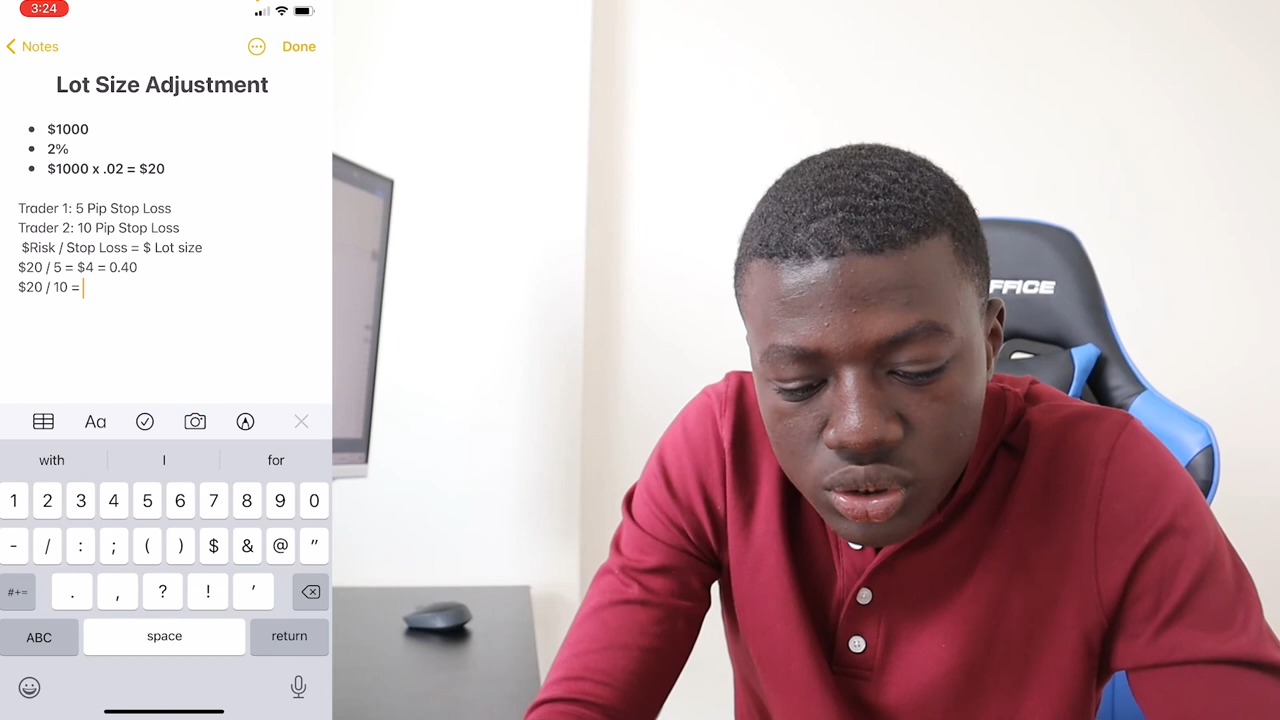 3:24
Notes
Done
Lot Size Adjustment
• $1000
• 2%
• $1000 x .02 = $20
Trader 1: 5 Pip Stop Loss
Trader 2: 10 Pip Stop Loss
$Risk / Stop Loss = $ Lot size
$20 / 5 = $4 = 0.40
$20 / 10 =
Aa
with I for
1 2 3 4 5 6 7 8 9 0
- / : ; ( ) $ & @ ”
#+= . , ? ! ’
ABC space return
FFICE